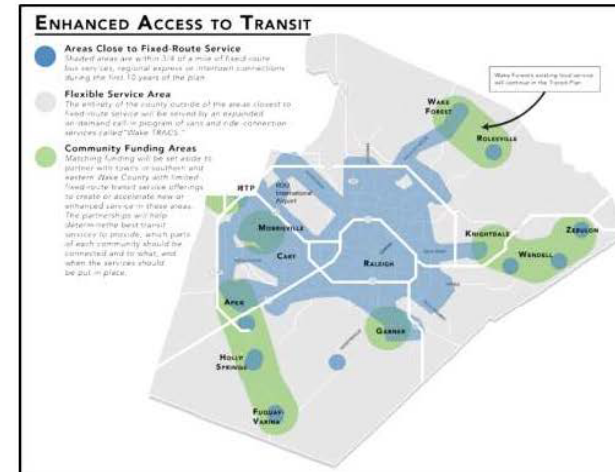 ENHANCED ACCESS TO TRANSIT
Areas Close to Fixed-Route Service
Shaded areas are within 3/4 of a mile of fixed-route
bus services, regional express or intertown connections
during the first 10 years of the plan.
Flexible Service Area
The entirety of the county outside of the areas closest to
fixed-route service will be served by an expanded
on-demand call-in program of vans and ride-connection
services called "Wake TRACS."
Community Funding Areas
Matching funding will be set aside to
partner with towns in southern and
eastern Wake County with limited
fixed-route transit service offerings
to create or accelerate new or
enhanced service in these areas.
The partnerships will help
determine the best transit
services to provide, which parts
of each community should be
connected and to what, and
when the services should
be put in place.
Wake Forest's existing local service
will continue in the Transit Plan
WAKE
FOREST
ROLESVILLE
RTP
RDU
International
Airport
MORRISVILLE
CARY
RALEIGH
KNIGHTDALE
WENDELL
ZEBULON
APEX
GARNER
HOLLY
SPRINGS
FUQUAY-
VARINA